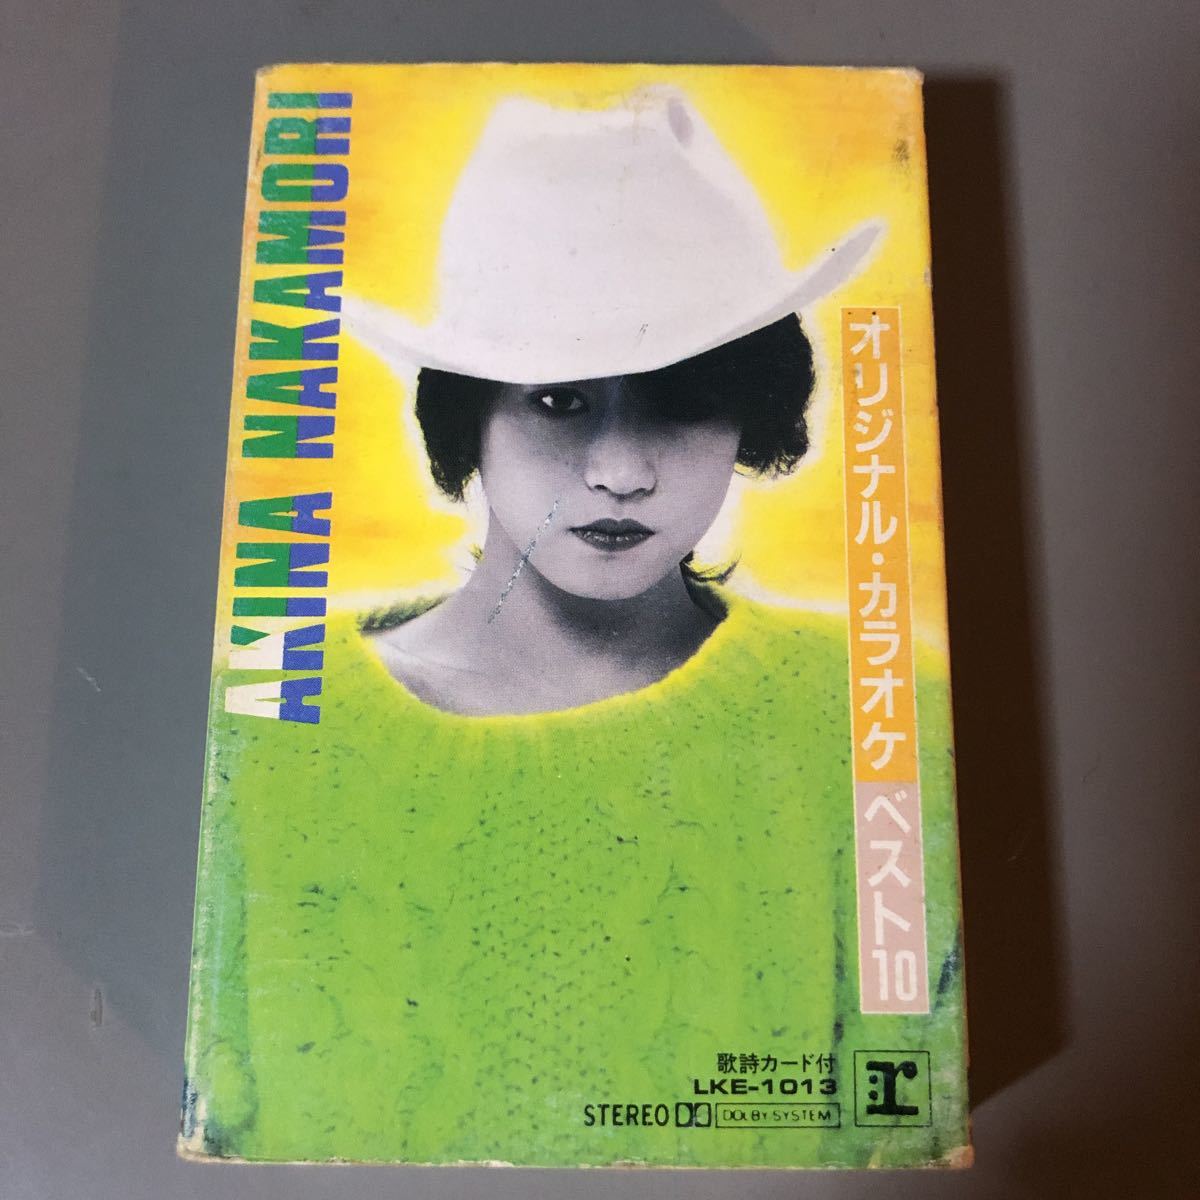 AKINA NAKAMORI
オリジナル・カラオケ ベスト10
歌詩カード付
LKE-1013
STEREO DOLBY SYSTEM
r